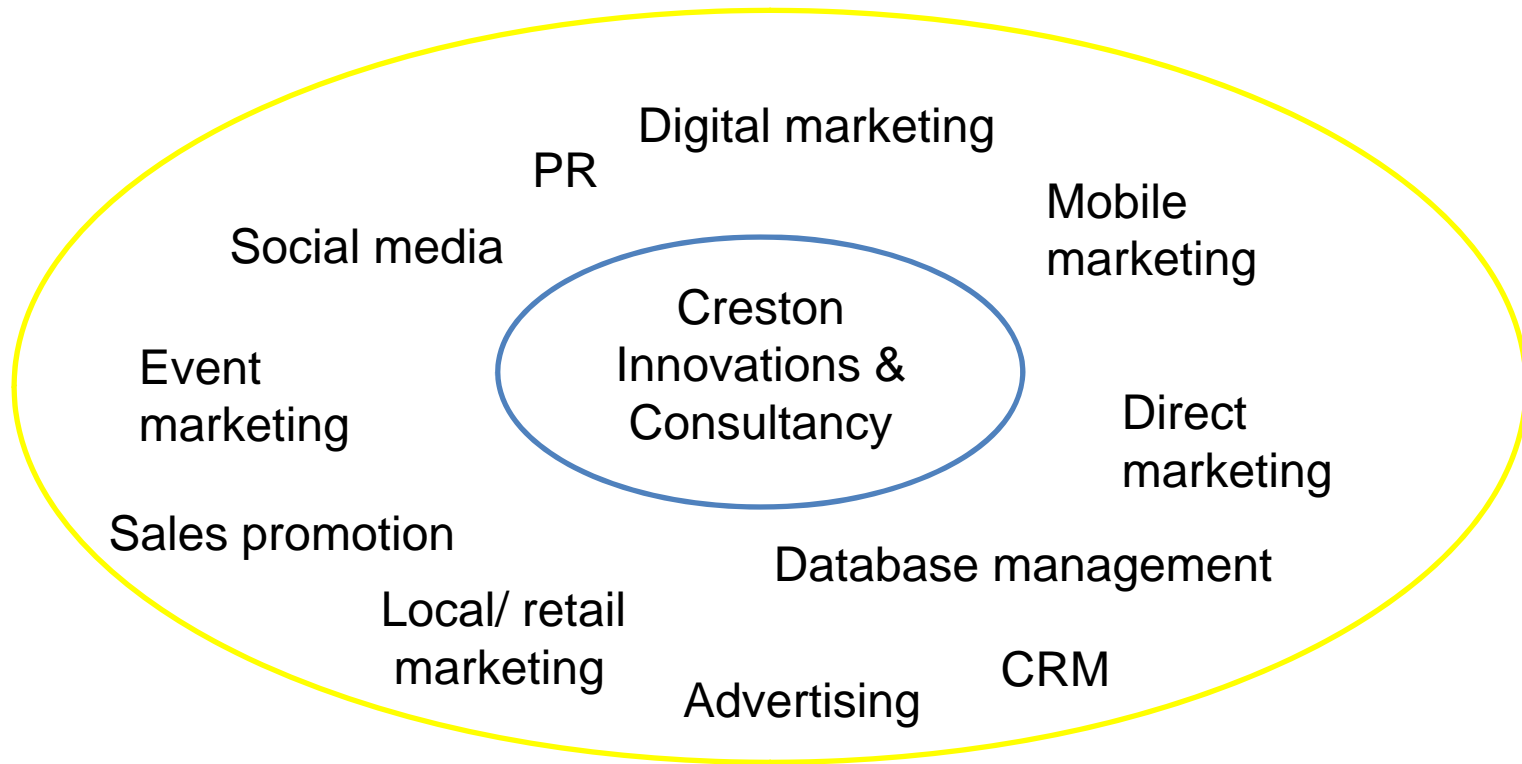 Digital marketing
PR
Mobile
marketing
Social media
Creston
Innovations &
Consultancy
Event
marketing
Direct
marketing
Sales promotion
Database management
Local/ retail
marketing
CRM
Advertising